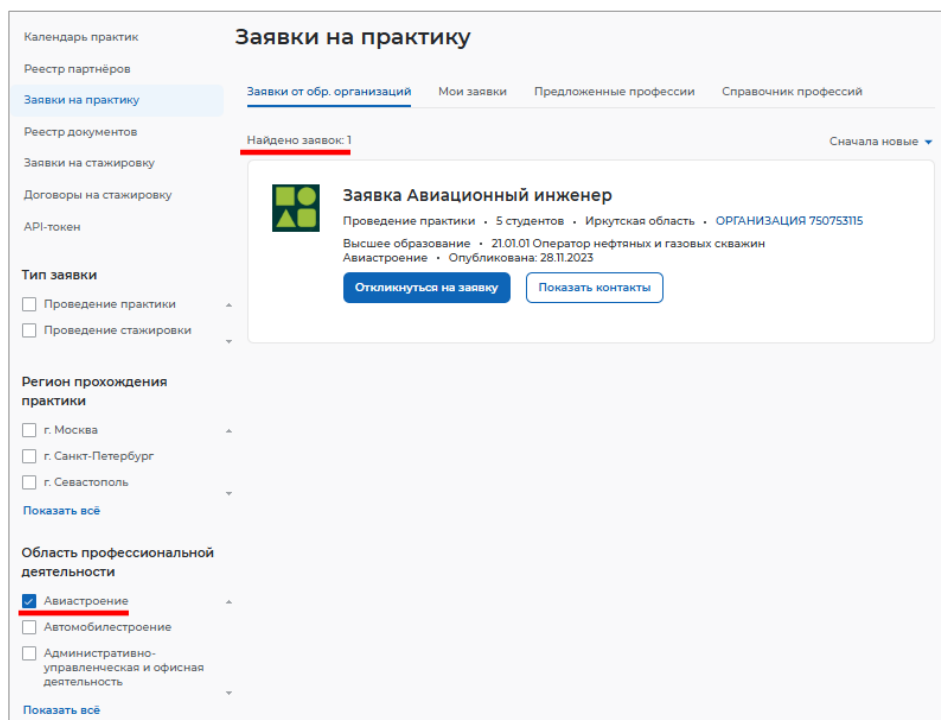 Календарь практик
Реестр партнёров
Заявки на практику
Реестр документов
Заявки на стажировку
Договоры на стажировку
API-токен
Тип заявки
Проведение практики
Проведение стажировки
Регион прохождения
практики
г. Москва
г. Санкт-Петербург
г. Севастополь
Показать всё
Область профессиональной
деятельности
Авиастроение
Автомобилестроение
Административно-
управленческая и офисная
деятельность
Показать всё
Заявки на практику
Заявки от обр. организаций Мои заявки Предложенные профессии Справочник профессий
Найдено заявок: 1 Сначала новые
Заявка Авиационный инженер
Проведение практики • 5 студентов • Иркутская область • ОРГАНИЗАЦИЯ 750753115
Высшее образование • 21.01.01 Оператор нефтяных и газовых скважин
Авиастроение • Опубликована: 28.11.2023
Откликнуться на заявку Показать контакты